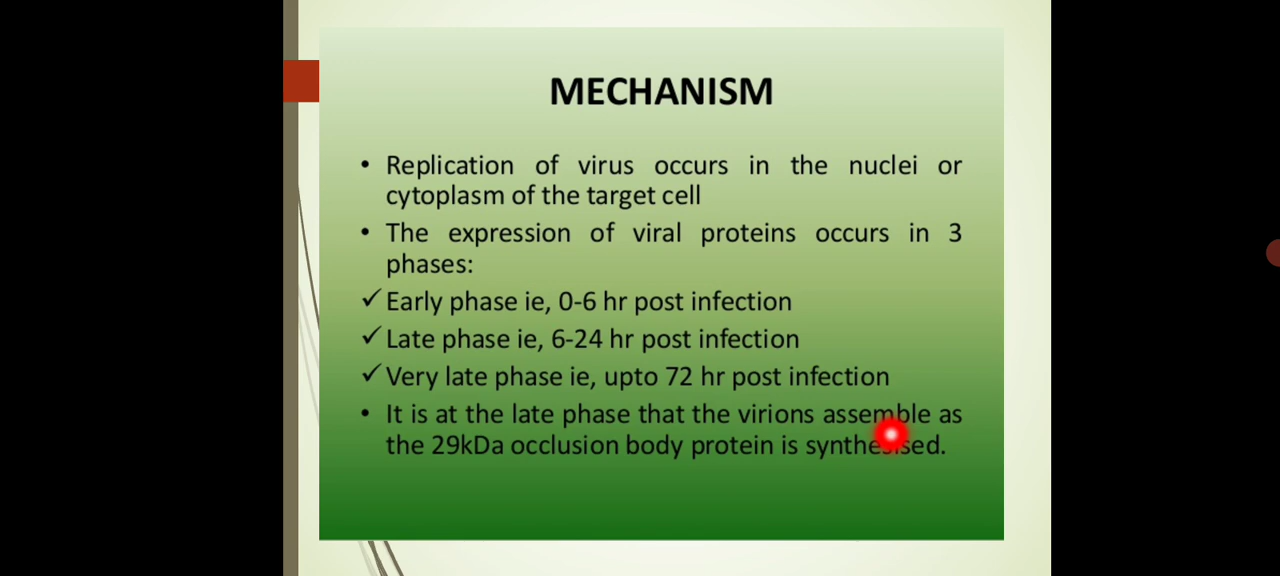 MECHANISM
• Replication of virus occurs in the nuclei or
cytoplasm of the target cell
• The expression of viral proteins occurs in 3
phases:
✓ Early phase ie, 0-6 hr post infection
✓ Late phase ie, 6-24 hr post infection
✓ Very late phase ie, upto 72 hr post infection
• It is at the late phase that the virions assemble as
the 29kDa occlusion body protein is synthesised.